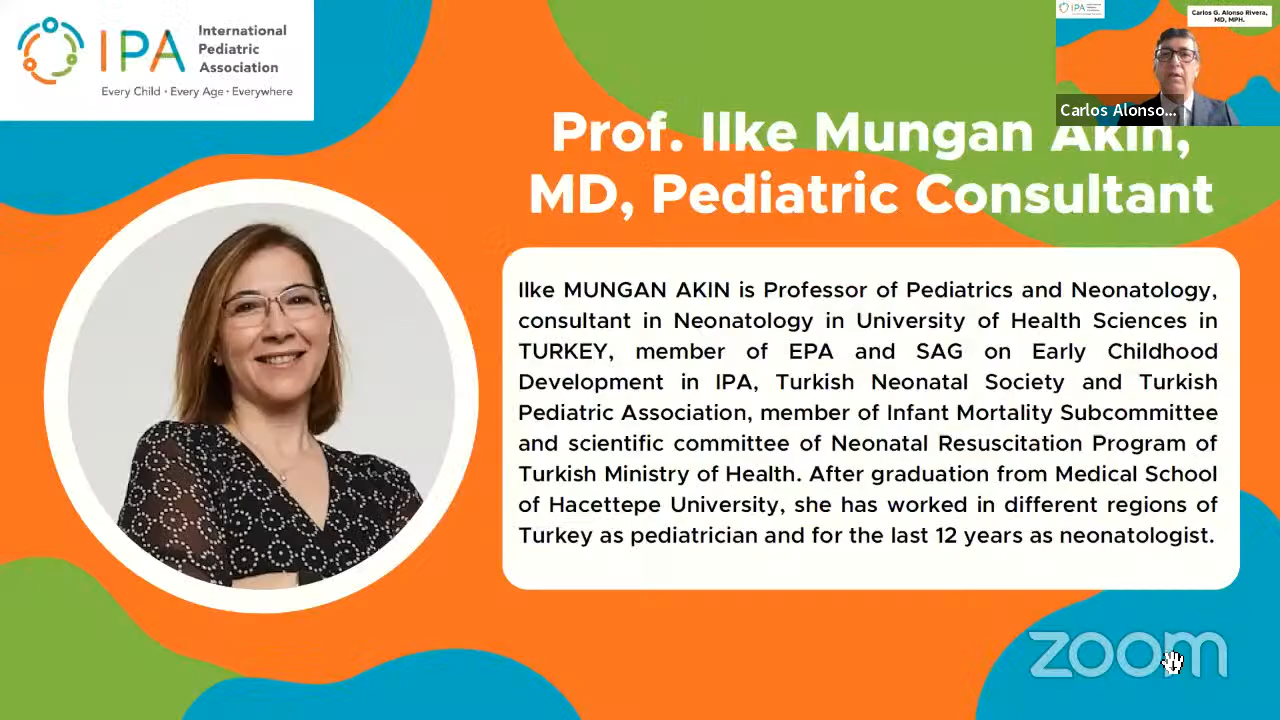 IPA
International
Pediatric
Association
Every Child • Every Age • Everywhere
IPA
Carlos G. Alonso Rivera,
MD, MPH.
Carlos Alonso...
Prof. Ilke Mungan Akin,
MD, Pediatric Consultant
Ilke MUNGAN AKIN is Professor of Pediatrics and Neonatology,
consultant in Neonatology in University of Health Sciences in
TURKEY, member of EPA and SAG on Early Childhood
Development in IPA, Turkish Neonatal Society and Turkish
Pediatric Association, member of Infant Mortality Subcommittee
and scientific committee of Neonatal Resuscitation Program of
Turkish Ministry of Health. After graduation from Medical School
of Hacettepe University, she has worked in different regions of
Turkey as pediatrician and for the last 12 years as neonatologist.
zoom